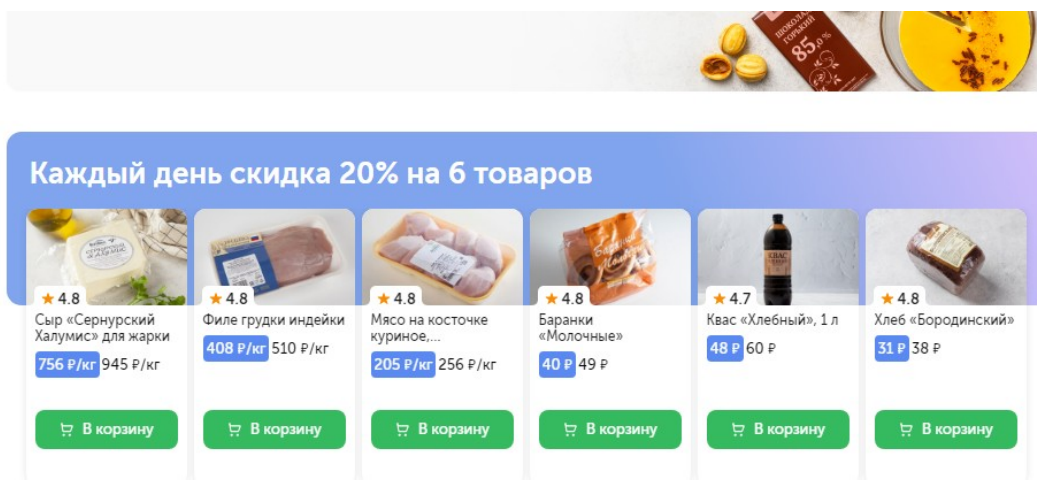 ШОКОЛАД
ГОРЬКИЙ
85,0 %
Каждый день скидка 20% на 6 товаров
СЕРНУРСКИЙ
ХАЛУМИС
КВАС
4.8
4.8
4.8
4.8
4.7
4.8
Сыр «Сернурский
Халумис» для жарки
756 ₽/кг 945 ₽/кг
В корзину
Филе грудки индейки
408 ₽/кг 510 ₽/кг
В корзину
Мясо на косточке
куриное,...
205 ₽/кг 256 ₽/кг
В корзину
Баранки
«Молочные»
40 ₽ 49 ₽
В корзину
Квас «Хлебный», 1 л
48 ₽ 60 ₽
В корзину
Хлеб «Бородинский»
31 ₽ 38 ₽
В корзину